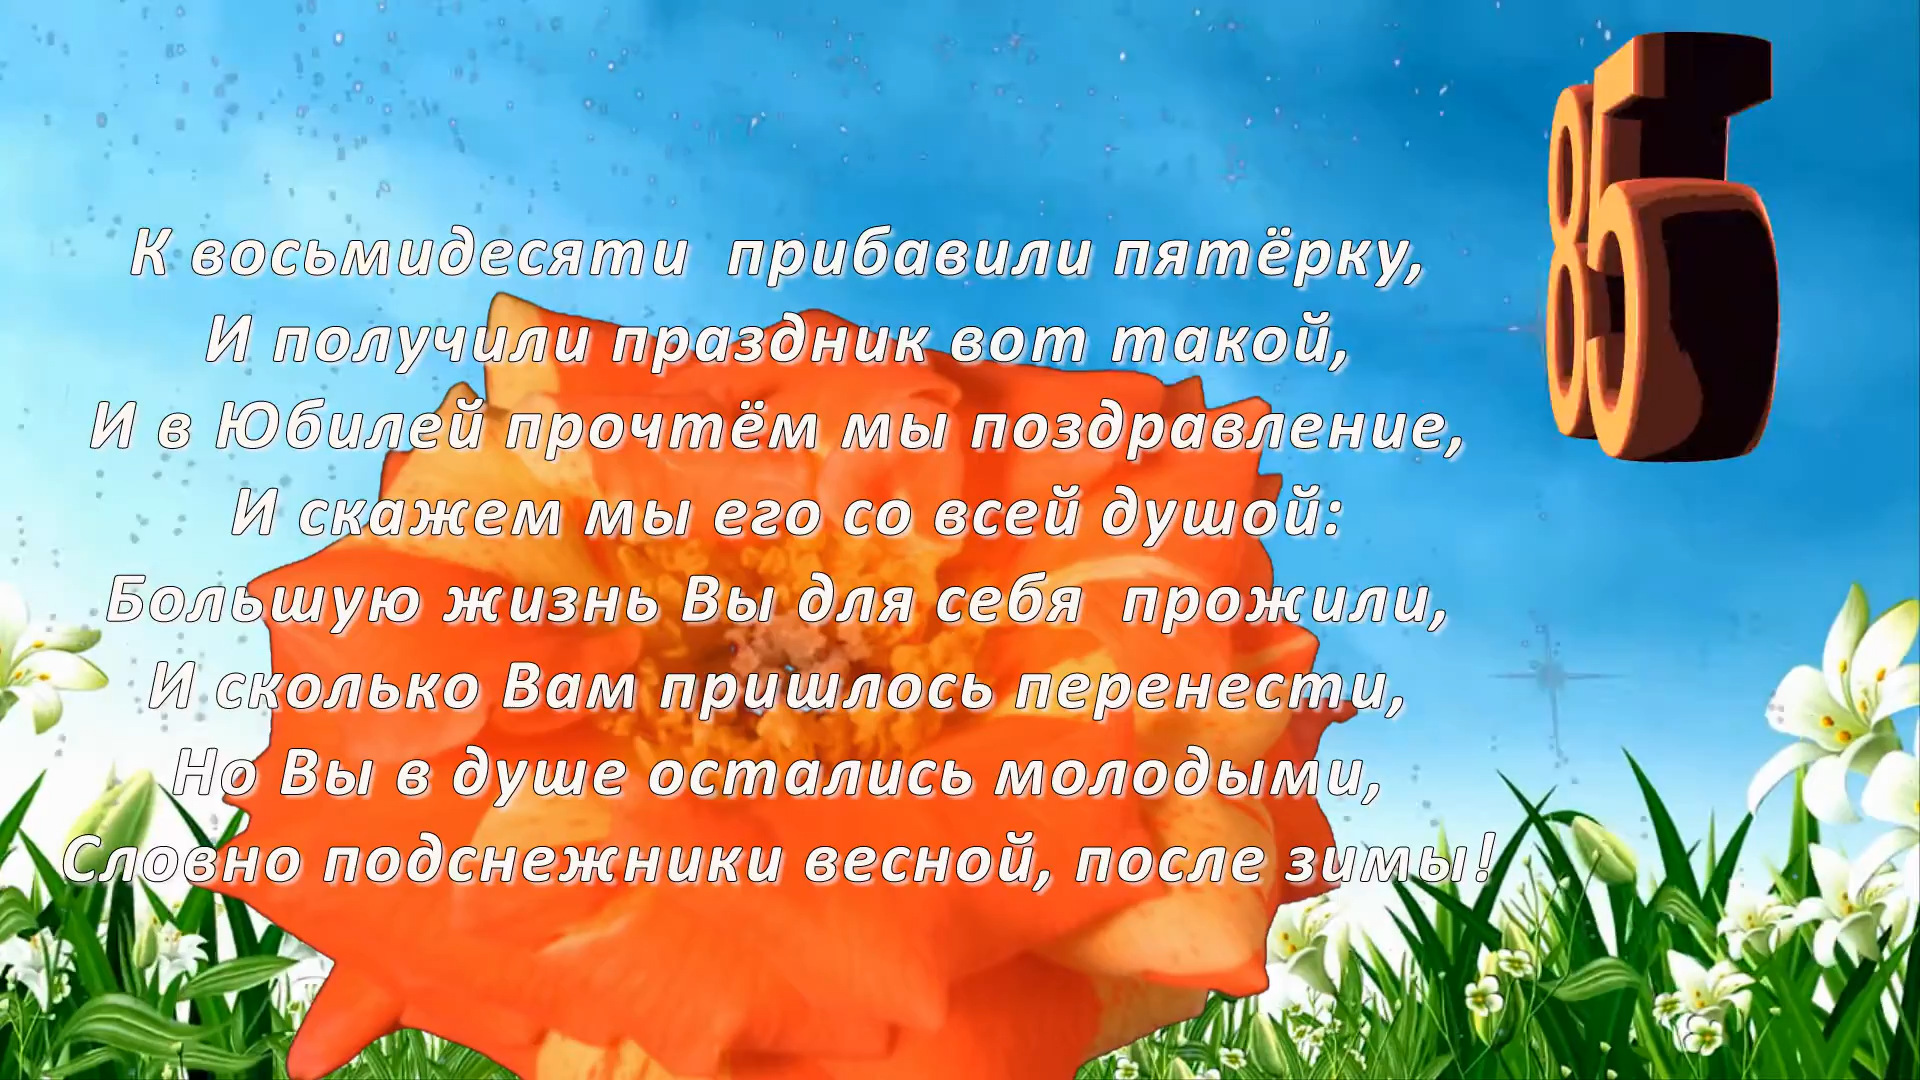 85
К восьмидесяти прибавили пятёрку,
И получили праздник вот такой,
И в Юбилей прочтём мы поздравление,
И скажем мы его со всей душой:
Большую жизнь Вы для себя прожили,
И сколько Вам пришлось перенести,
Но Вы в душе остались молодыми,
Словно подснежники весной, после зимы!